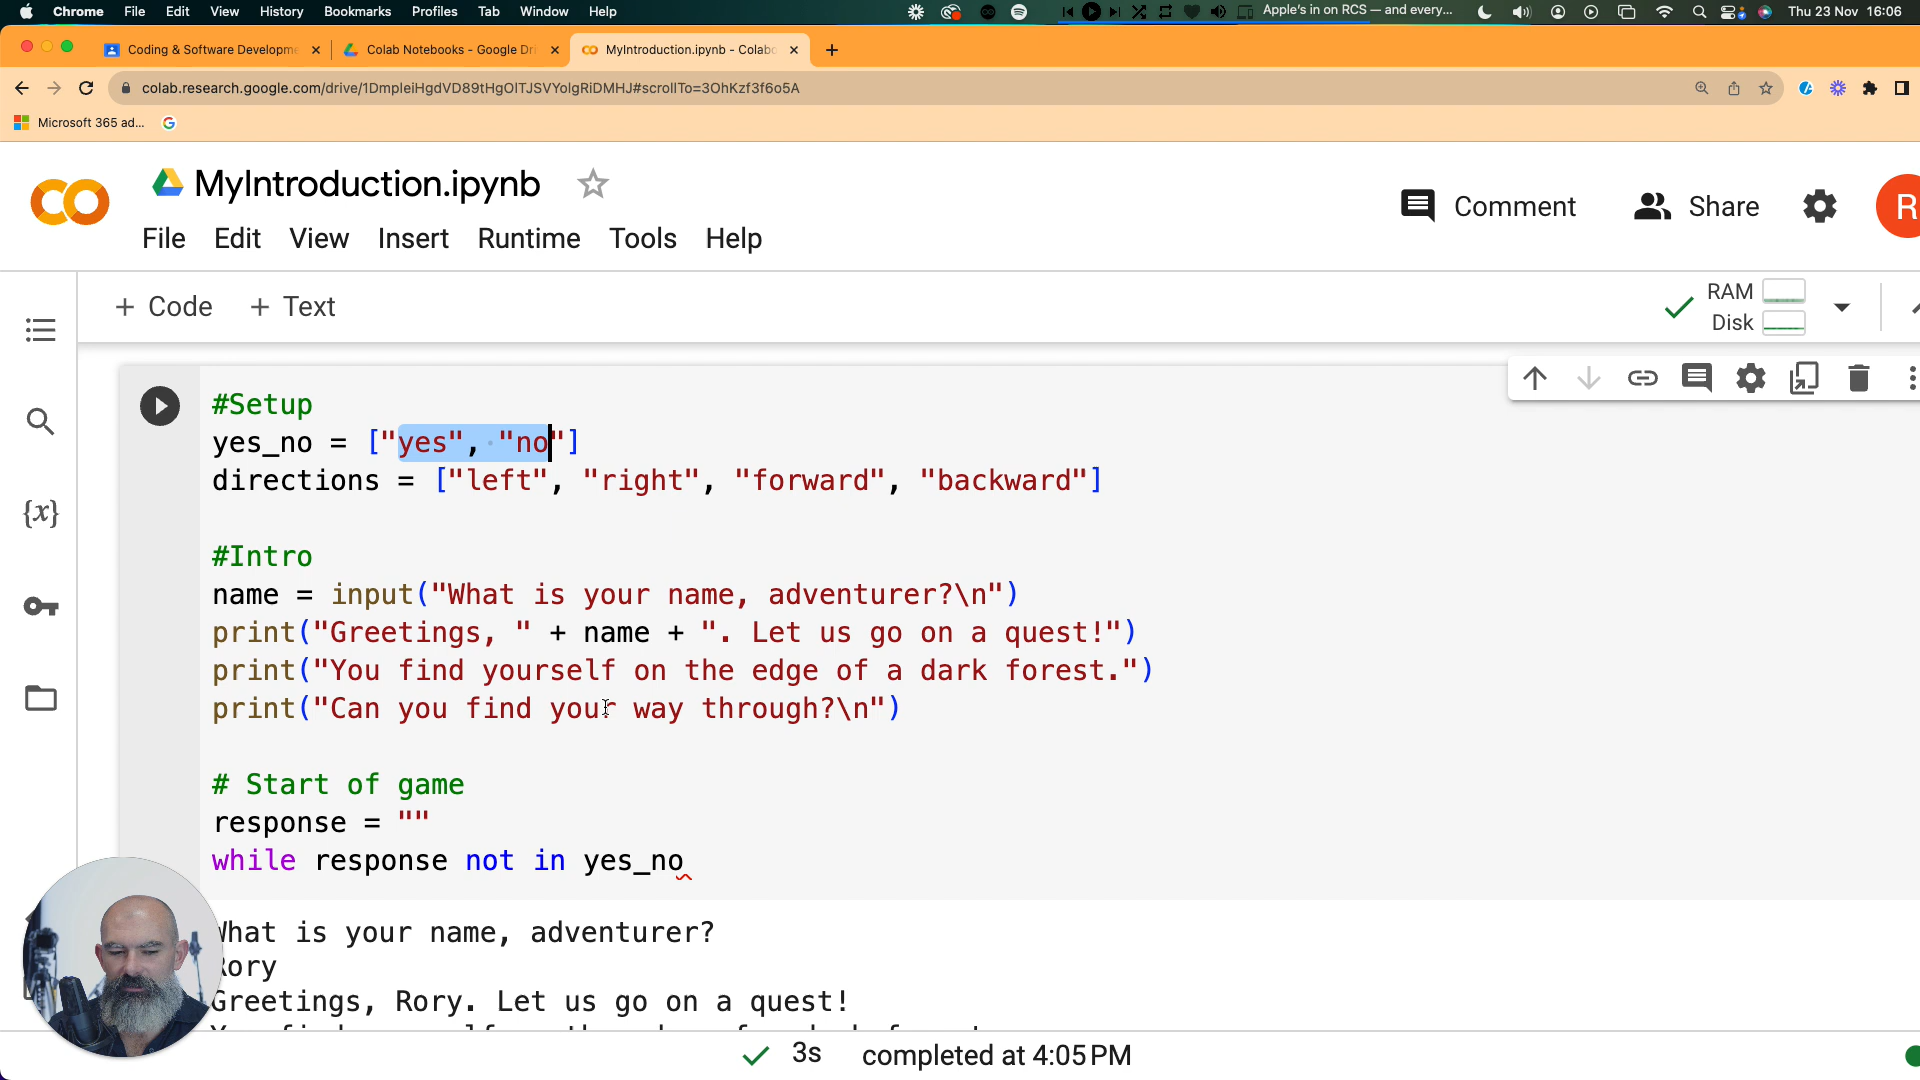 Chrome File Edit View History Bookmarks Profiles Tab Window Help Apple's in on RCS — and every... Thu 23 Nov 16:06
Coding & Software Developme Colab Notebooks - Google Dri MyIntroduction.ipynb - Colabo
colab.research.google.com/drive/1DmpleiHgdVD89tHgOITJSVYolgRiDMHJ#scrollTo=3OhKzf3f6o5A
Microsoft 365 ad...
MyIntroduction.ipynb
Comment Share R
File Edit View Insert Runtime Tools Help
+ Code + Text RAM
Disk
#Setup
yes_no = ["yes", "no"]
directions = ["left", "right", "forward", "backward"]
{x}
#Intro
name = input("What is your name, adventurer?\n")
print("Greetings, " + name + ". Let us go on a quest!")
print("You find yourself on the edge of a dark forest.")
print("Can you find your way through?\n")
# Start of game
response = ""
while response not in yes_no
What is your name, adventurer?
Rory
Greetings, Rory. Let us go on a quest!
3s completed at 4:05 PM